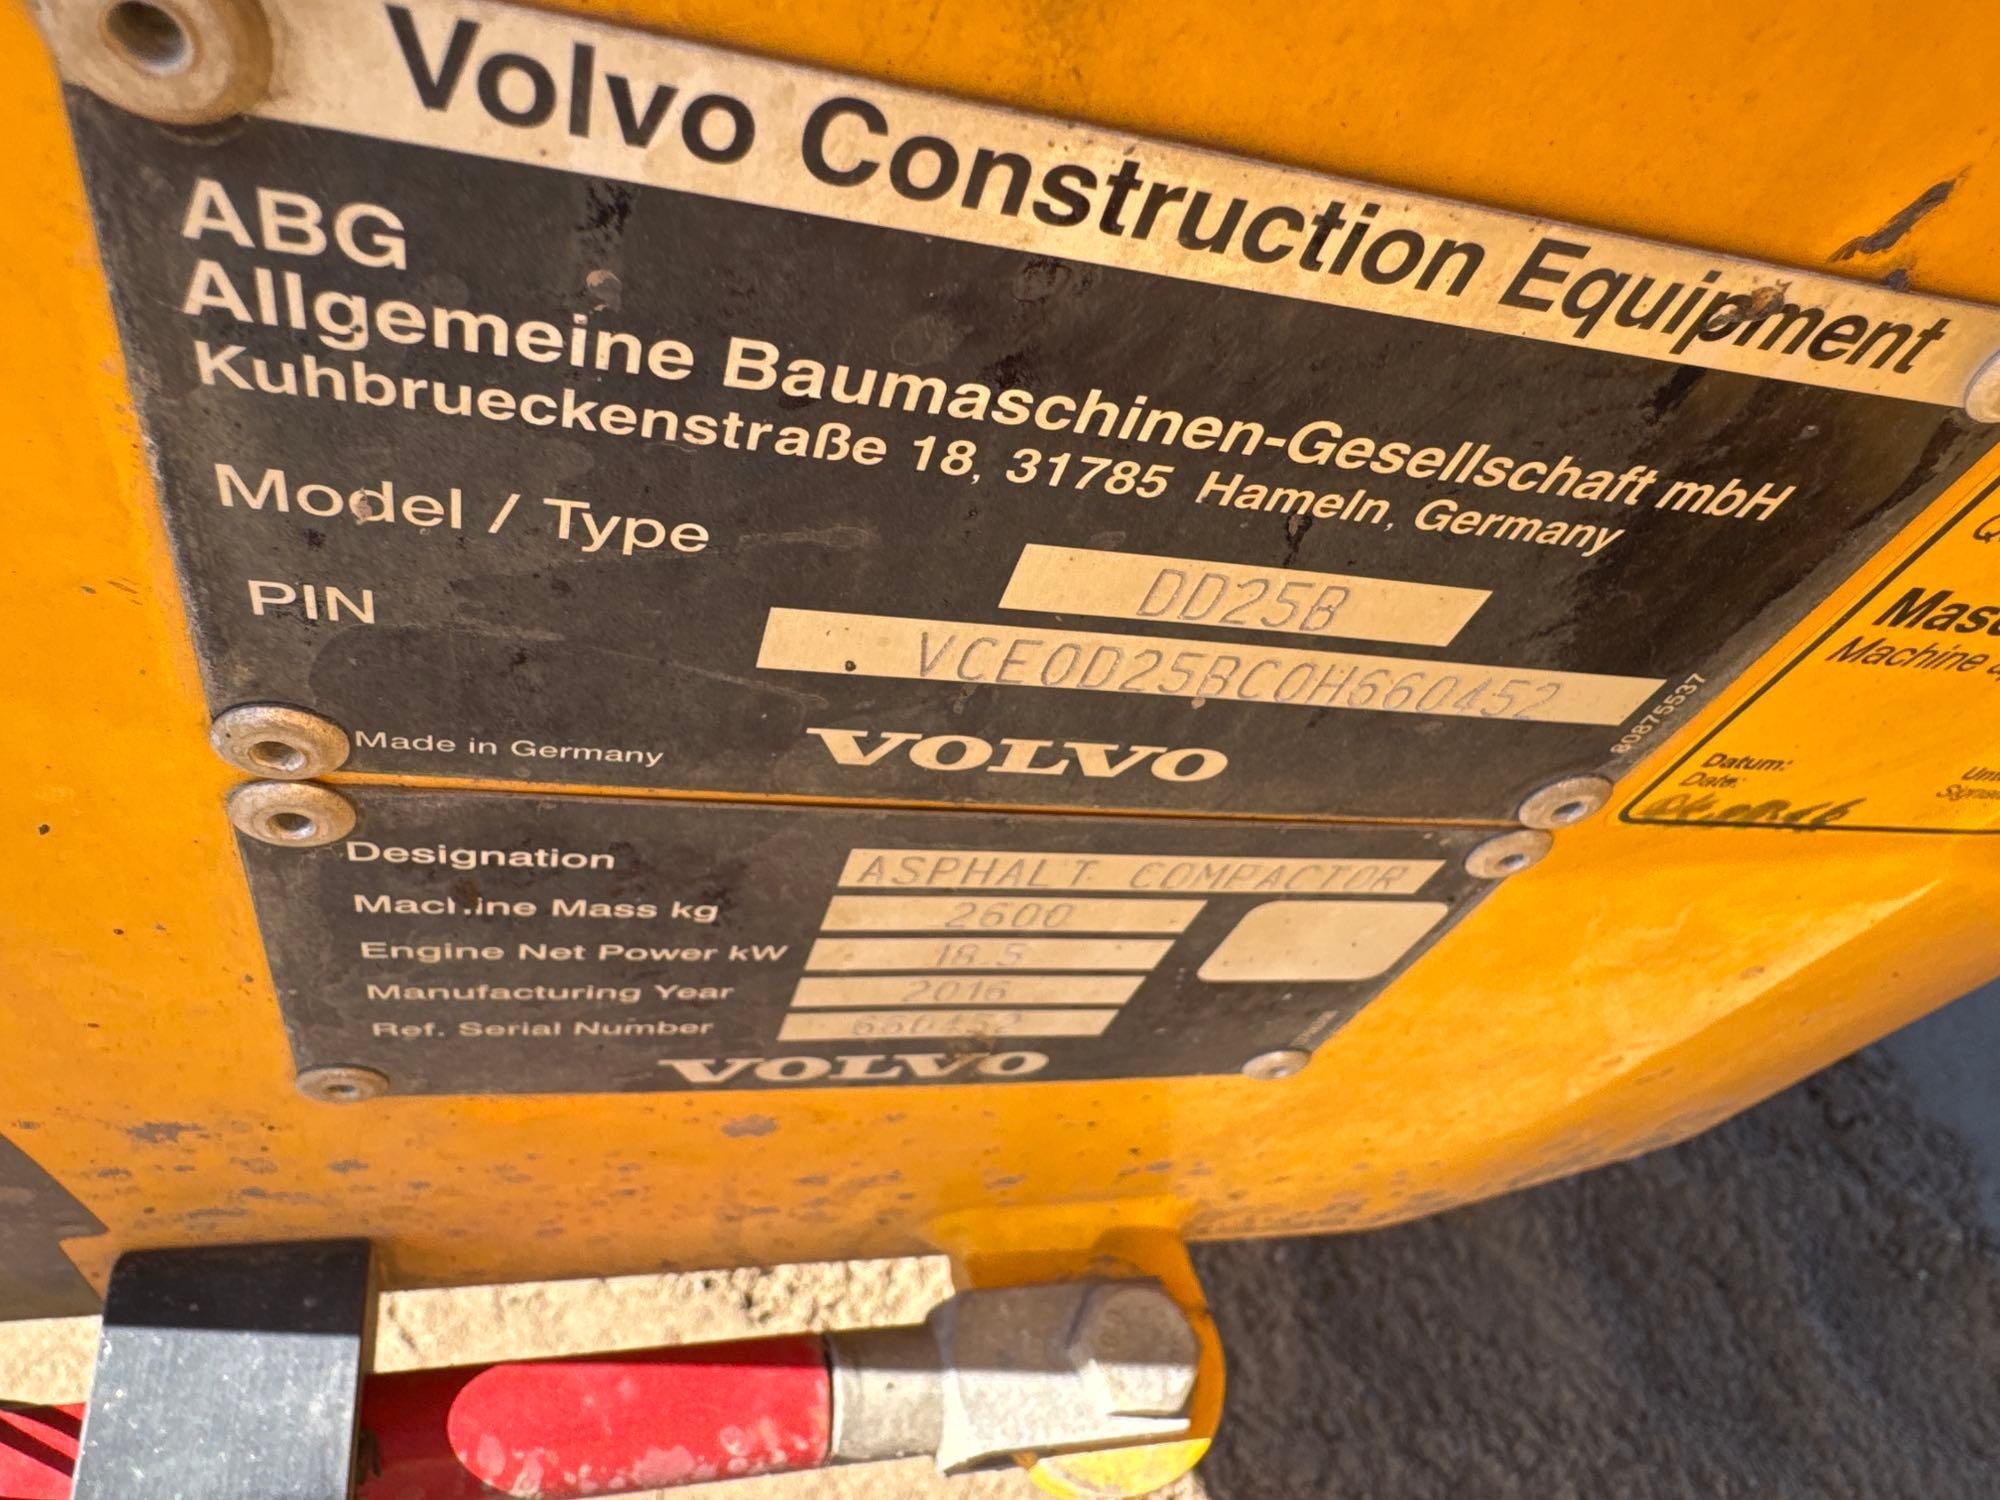 Volvo Construction Equipment
ABG
Allgemeine Baumaschinen-Gesellschaft mbH
Kuhbrueckenstraße 18, 31785 Hameln, Germany
Model / Type DD25B
PIN VCE0D25BC0H660452
80875537
Made in Germany VOLVO
Designation ASPHALT COMPACTOR
Machine Mass kg 2600
Engine Net Power kW 18.5
Manufacturing Year 2016
Ref. Serial Number 660452
VOLVO
Machine
Datum:
Date: